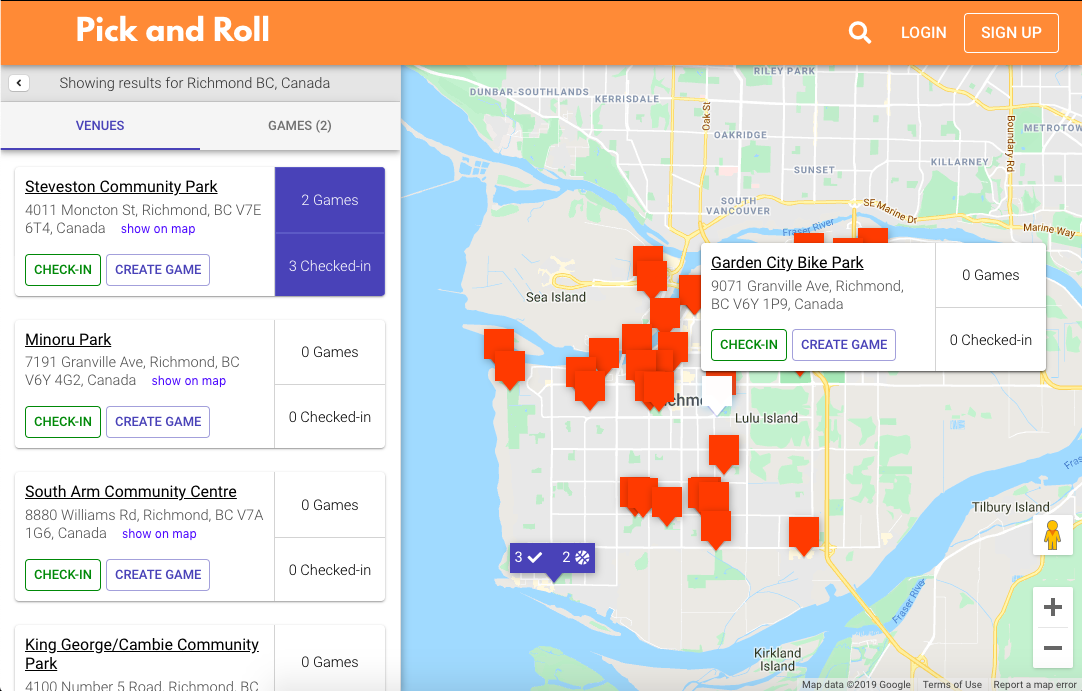 Pick and Roll
LOGIN
SIGN UP
Showing results for Richmond BC, Canada
VENUES
GAMES (2)
Steveston Community Park
4011 Moncton St, Richmond, BC V7E
6T4, Canada show on map
CHECK-IN
CREATE GAME
2 Games
3 Checked-in
Minoru Park
7191 Granville Ave, Richmond, BC
V6Y 4G2, Canada show on map
CHECK-IN
CREATE GAME
0 Games
0 Checked-in
South Arm Community Centre
8880 Williams Rd, Richmond, BC V7A
1G6, Canada show on map
CHECK-IN
CREATE GAME
0 Games
0 Checked-in
King George/Cambie Community
Park
4100 Number 5 Road, Richmond, BC
0 Games
RILEY PARK
DUNBAR-SOUTHLANDS
KERRISDALE
Oak St
OAKRIDGE
Boundary Rd
METROTOW
KILLARNEY
SUNSET
SOUTH
VANCOUVER
SE Marine Dr
Fraser River
Marine Way
Garden City Bike Park
9071 Granville Ave, Richmond,
BC V6Y 1P9, Canada
CHECK-IN
CREATE GAME
0 Games
0 Checked-in
Sea Island
Lulu Island
Fras
Tilbury Island
3
2
Fraser River
Kirkland
Island
Map data ©2019 Google
Terms of Use
Report a map error